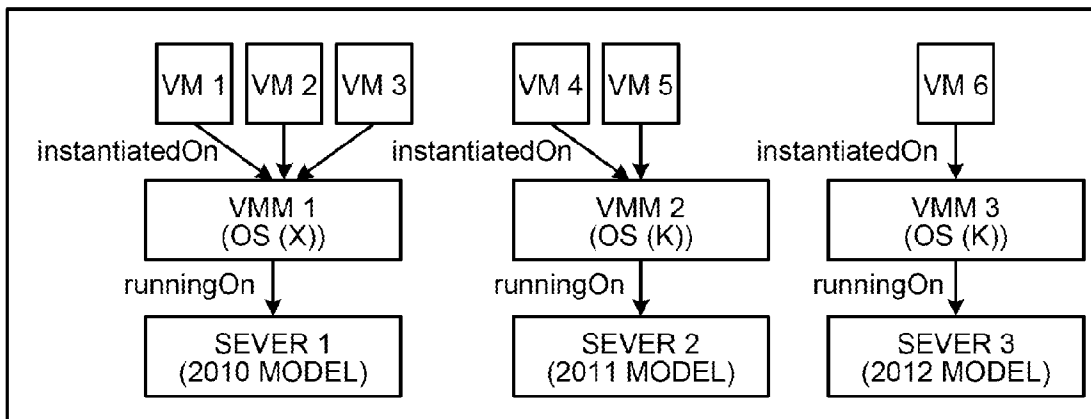 VM 1 VM 2 VM 3 VM 4 VM 5 VM 6
instantiatedOn instantiatedOn instantiatedOn
VMM 1 VMM 2 VMM 3
(OS (X)) (OS (K)) (OS (K))
runningOn runningOn runningOn
SEVER 1 SEVER 2 SEVER 3
(2010 MODEL) (2011 MODEL) (2012 MODEL)